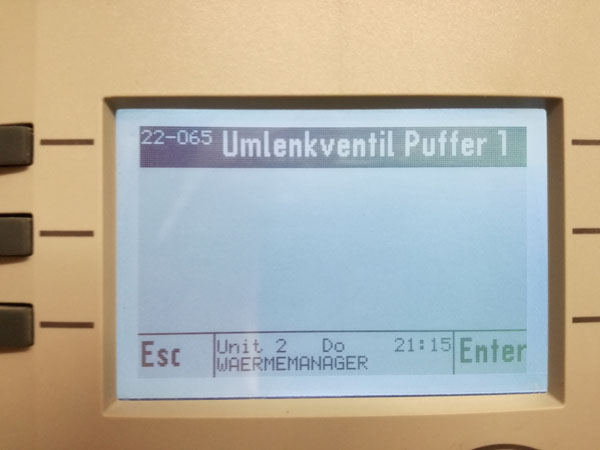 22-065 Umlenkventil Puffer 1
Esc
Unit 2 Do 21:15
WAERMEMANAGER
Enter